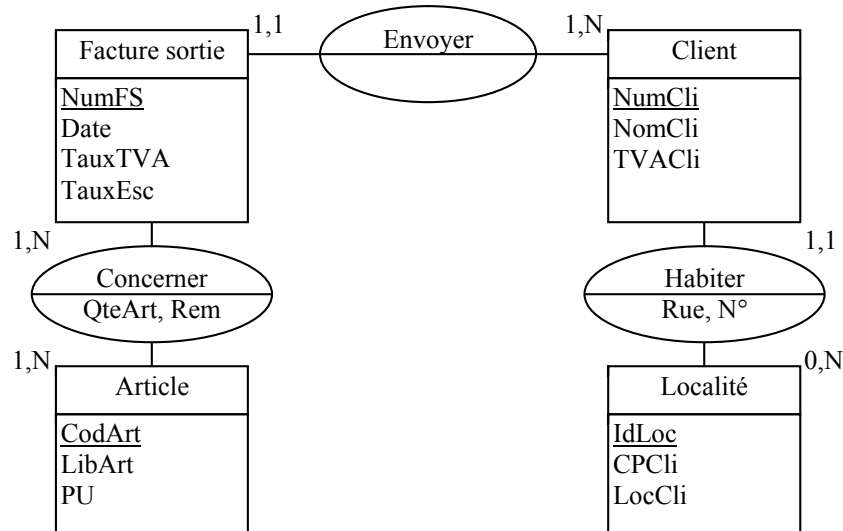 1,1
Envoyer
1,N
Facture sortie
NumFS
Date
TauxTVA
TauxEsc
Client
NumCli
NomCli
TVACli
1,N
Concerner
QteArt, Rem
1,1
Habiter
Rue, N°
1,N
Article
CodArt
LibArt
PU
0,N
Localité
IdLoc
CPCli
LocCli